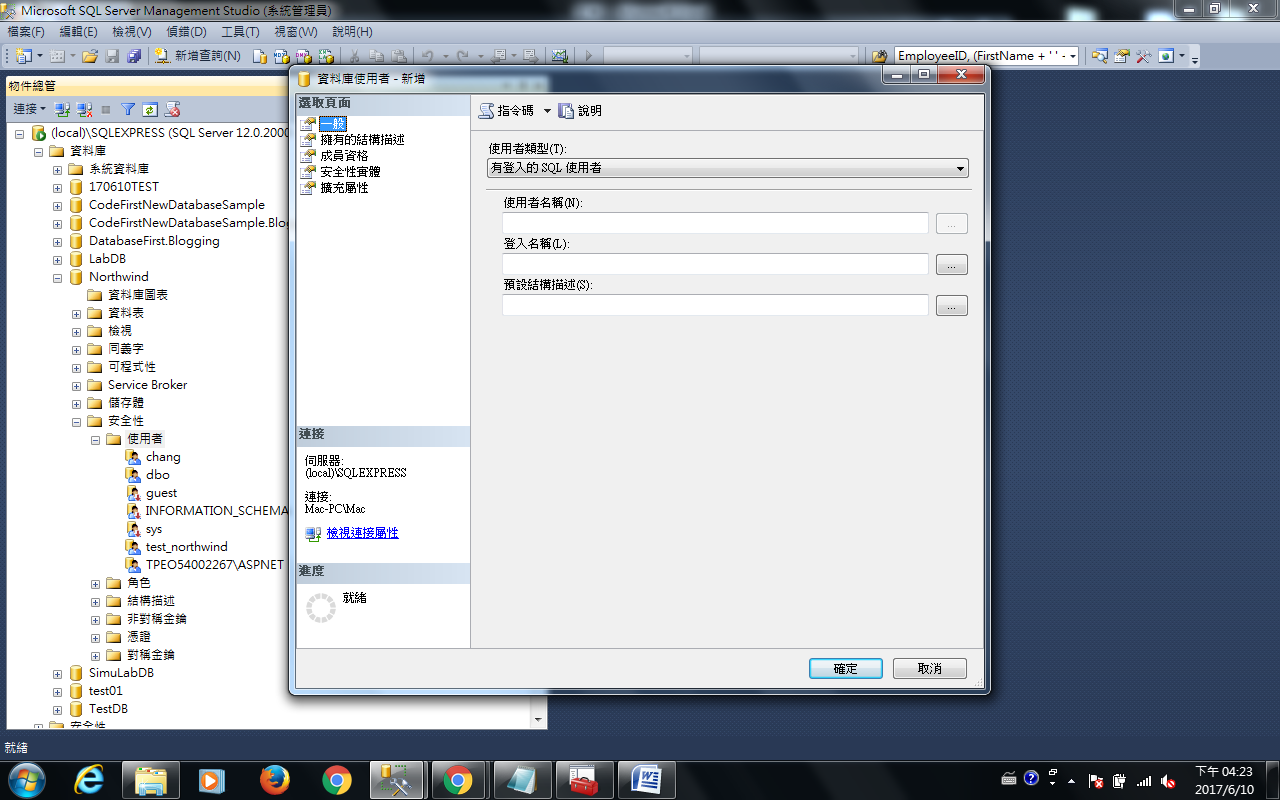 Microsoft SQL Server Management Studio (系統管理員)
檔案(F) 編輯(E) 檢視(V) 偵錯(D) 工具(T) 視窗(W) 說明(H)
新增查詢(N)
EmployeeID, (FirstName + ' ' -
物件總管
連接
(local)\SQLEXPRESS (SQL Server 12.0.2000
資料庫
系統資料庫
170610TEST
CodeFirstNewDatabaseSample
CodeFirstNewDatabaseSample.Blog
DatabaseFirst.Blogging
LabDB
Northwind
資料庫圖表
資料表
檢視
同義字
可程式性
Service Broker
儲存體
安全性
使用者
chang
dbo
guest
INFORMATION_SCHEMA
sys
test_northwind
TPEO54002267\ASPNET
角色
結構描述
非對稱金鑰
憑證
對稱金鑰
SimuLabDB
test01
TestDB
安全性
資料庫使用者 - 新增
選取頁面
一般
擁有的結構描述
成員資格
安全性實體
擴充屬性
連接
伺服器:
(local)\SQLEXPRESS
連接:
Mac-PC\Mac
檢視連接屬性
進度
就緒
指令碼 說明
使用者類型(T):
有登入的 SQL 使用者
使用者名稱(N):
...
登入名稱(L):
...
預設結構描述(S):
...
確定 取消
就緒
下午 04:23
2017/6/10